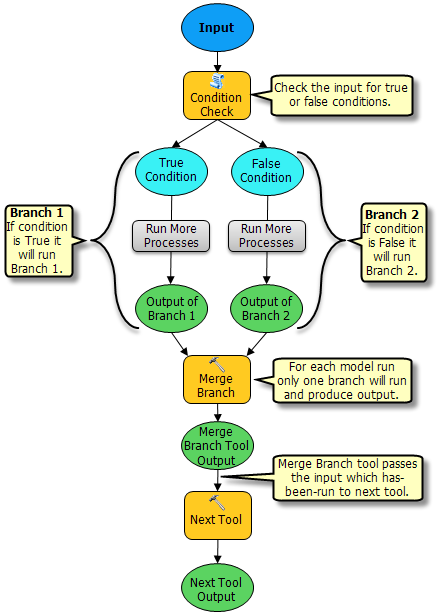 Input
Condition
Check
Check the input for true
or false conditions.
True
Condition
False
Condition
Branch 1
If condition
is True it
will run
Branch 1.
Run More
Processes
Run More
Processes
Branch 2
If condition
is False it
will run
Branch 2.
Output of
Branch 1
Output of
Branch 2
Merge
Branch
For each model run
only one branch will run
and produce output.
Merge
Branch Tool
Output
Merge Branch tool passes
the input which has-
been-run to next tool.
Next Tool
Next Tool
Output